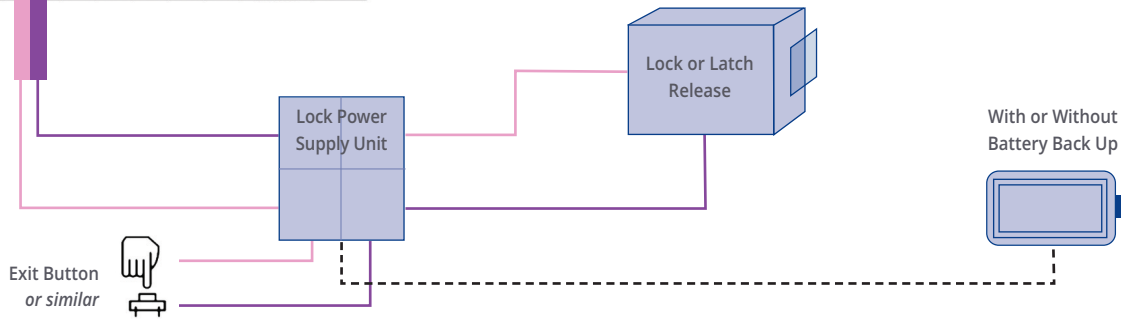 Lock or Latch
Release
Lock Power
Supply Unit
With or Without
Battery Back Up
Exit Button
or similar